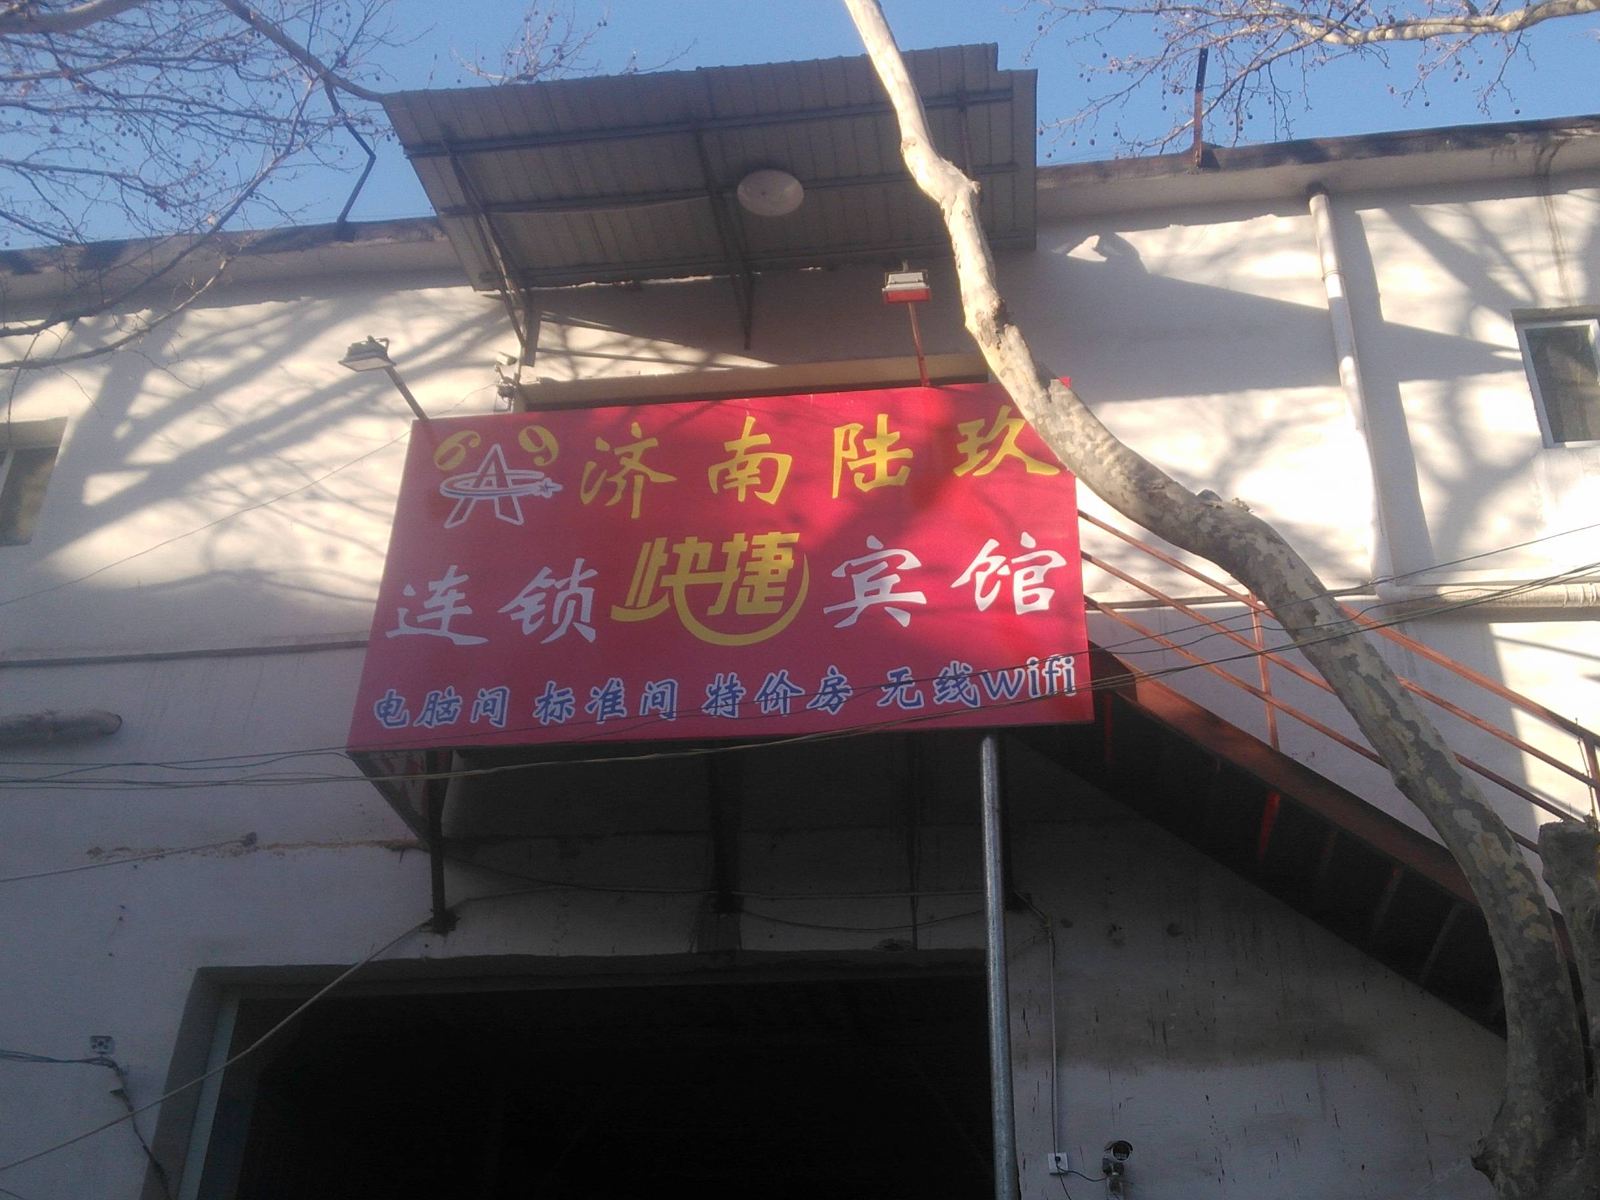 6A9 济南陆玖
连锁快捷宾馆
电脑间 标准间 特价房 无线wifi